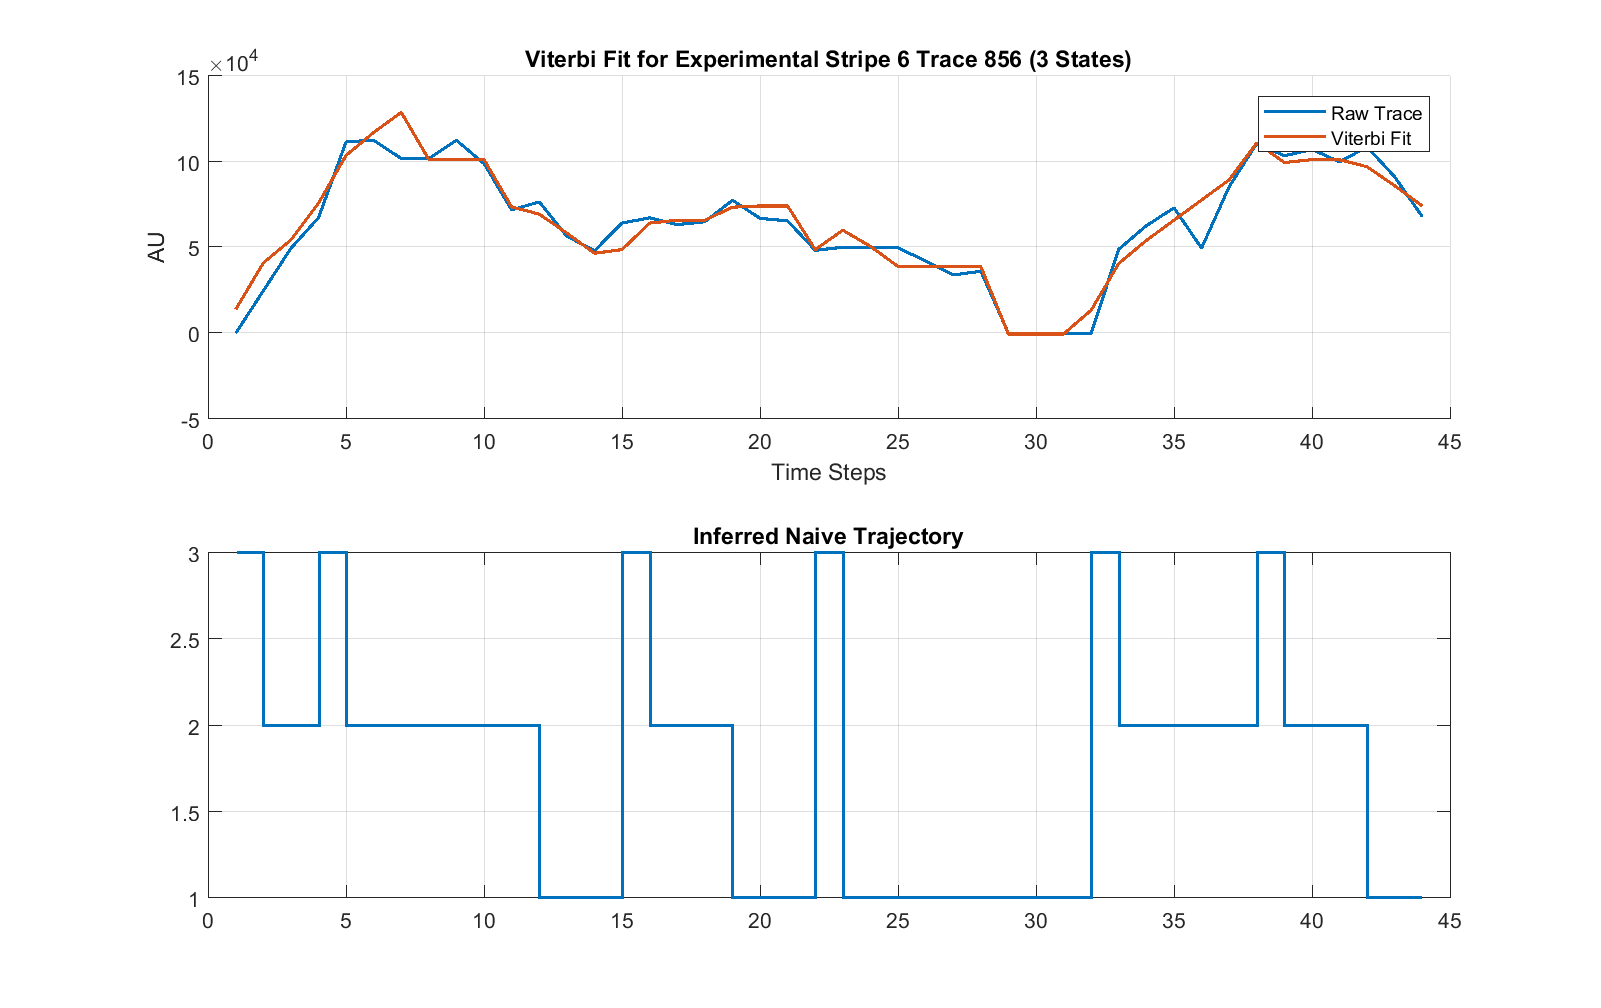 Viterbi Fit for Experimental Stripe 6 Trace 856 (3 States)
×10^4
15
10
5
0
-5
AU
Raw Trace
Viterbi Fit
0 5 10 15 20 25 30 35 40 45
Time Steps
Inferred Naive Trajectory
3
2.5
2
1.5
1
0 5 10 15 20 25 30 35 40 45